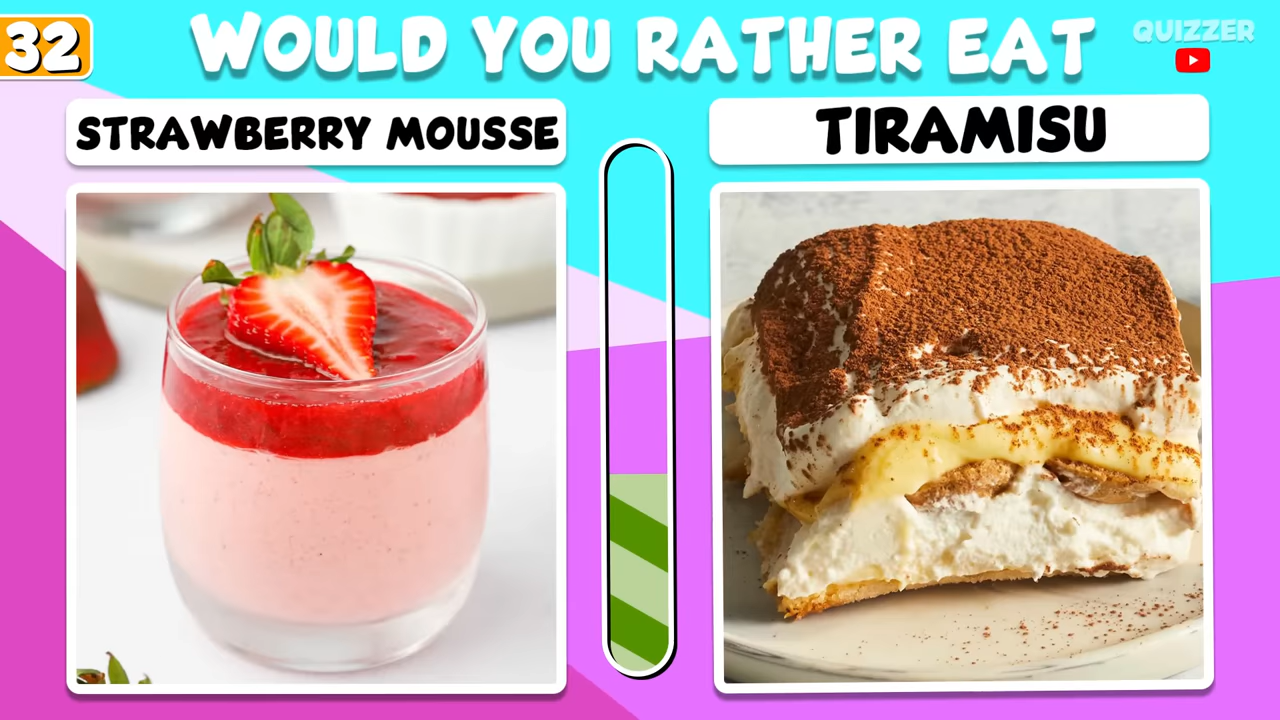 32
WOULD YOU RATHER EAT
QUIZZER
STRAWBERRY MOUSSE
TIRAMISU